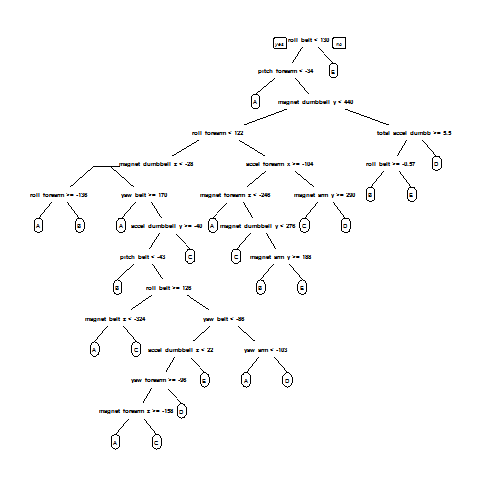 yes roll belt < 130 no
pitch forearm < -34 E
A magnet dumbbell y < 440
roll forearm < 122 total accel dumbb >= 5.5
magnet dumbbell z < -28 accel forearm x >= -104 roll belt >= -0.57 D
roll forearm >= -136 yaw belt >= 170 magnet forearm z < -246 magnet arm y >= 290 B E
A B A accel dumbbell y >= -40 A magnet dumbbell y < 276 C D
pitch belt < -43 C C magnet arm y >= 188
B roll belt >= 126 B E
magnet belt z < -324 yaw belt < -86
A C accel dumbbell z < 22 yaw arm < -103
yaw forearm >= -96 E A D
magnet forearm z >= -158 D
A C